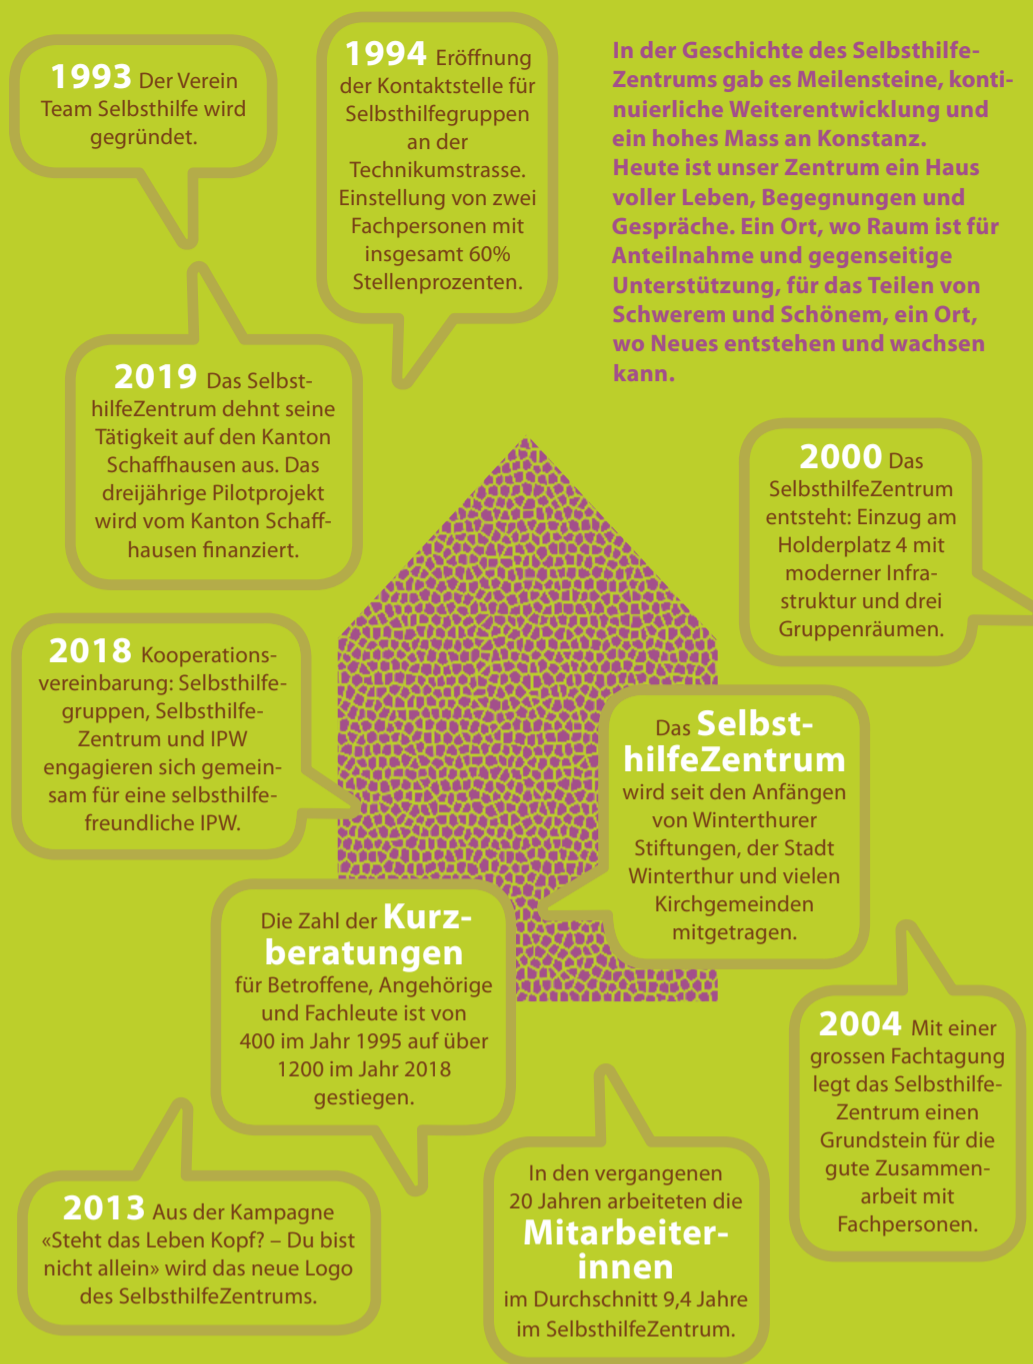 1993 Der Verein
Team Selbsthilfe wird
gegründet.
1994 Eröffnung
der Kontaktstelle für
Selbsthilfegruppen
an der
Technikumstrasse.
Einstellung von zwei
Fachpersonen mit
insgesamt 60%
Stellenprozenten.
In der Geschichte des Selbsthilfe-
Zentrums gab es Meilensteine, konti-
nuierliche Weiterentwicklung und
ein hohes Mass an Konstanz.
Heute ist unser Zentrum ein Haus
voller Leben, Begegnungen und
Gespräche. Ein Ort, wo Raum ist für
Anteilnahme und gegenseitige
Unterstützung, für das Teilen von
Schwerem und Schönem, ein Ort,
wo Neues entstehen und wachsen
kann.
2019 Das Selbst-
hilfeZentrum dehnt seine
Tätigkeit auf den Kanton
Schaffhausen aus. Das
dreijährige Pilotprojekt
wird vom Kanton Schaff-
hausen finanziert.
2000 Das
SelbsthilfeZentrum
entsteht: Einzug am
Holderplatz 4 mit
moderner Infra-
struktur und drei
Gruppenräumen.
2018 Kooperations-
vereinbarung: Selbsthilfe-
gruppen, Selbsthilfe-
Zentrum und IPW
engagieren sich gemein-
sam für eine selbsthilfe-
freundliche IPW.
Das Selbst-
hilfeZentrum
wird seit den Anfängen
von Winterthurer
Stiftungen, der Stadt
Winterthur und vielen
Kirchgemeinden
mitgetragen.
Die Zahl der Kurz-
beratungen
für Betroffene, Angehörige
und Fachleute ist von
400 im Jahr 1995 auf über
1200 im Jahr 2018
gestiegen.
2004 Mit einer
grossen Fachtagung
legt das Selbsthilfe-
Zentrum einen
Grundstein für die
gute Zusammen-
arbeit mit
Fachpersonen.
2013 Aus der Kampagne
«Steht das Leben Kopf? – Du bist
nicht allein» wird das neue Logo
des SelbsthilfeZentrums.
In den vergangenen
20 Jahren arbeiteten die
Mitarbeiter-
innen
im Durchschnitt 9,4 Jahre
im SelbsthilfeZentrum.